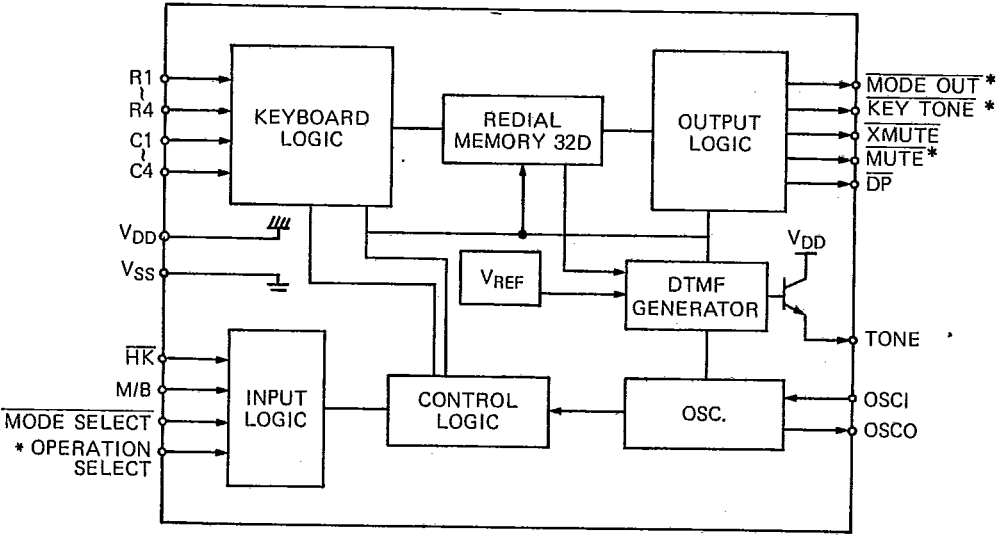 R1
~
R4
C1
~
C4
VDD
VSS
HK
M/B
MODE SELECT
* OPERATION
SELECT
KEYBOARD
LOGIC
REDIAL
MEMORY 32D
OUTPUT
LOGIC
VREF
DTMF
GENERATOR
VDD
INPUT
LOGIC
CONTROL
LOGIC
OSC.
MODE OUT *
KEY TONE *
XMUTE
MUTE *
DP
TONE
OSCI
OSCO